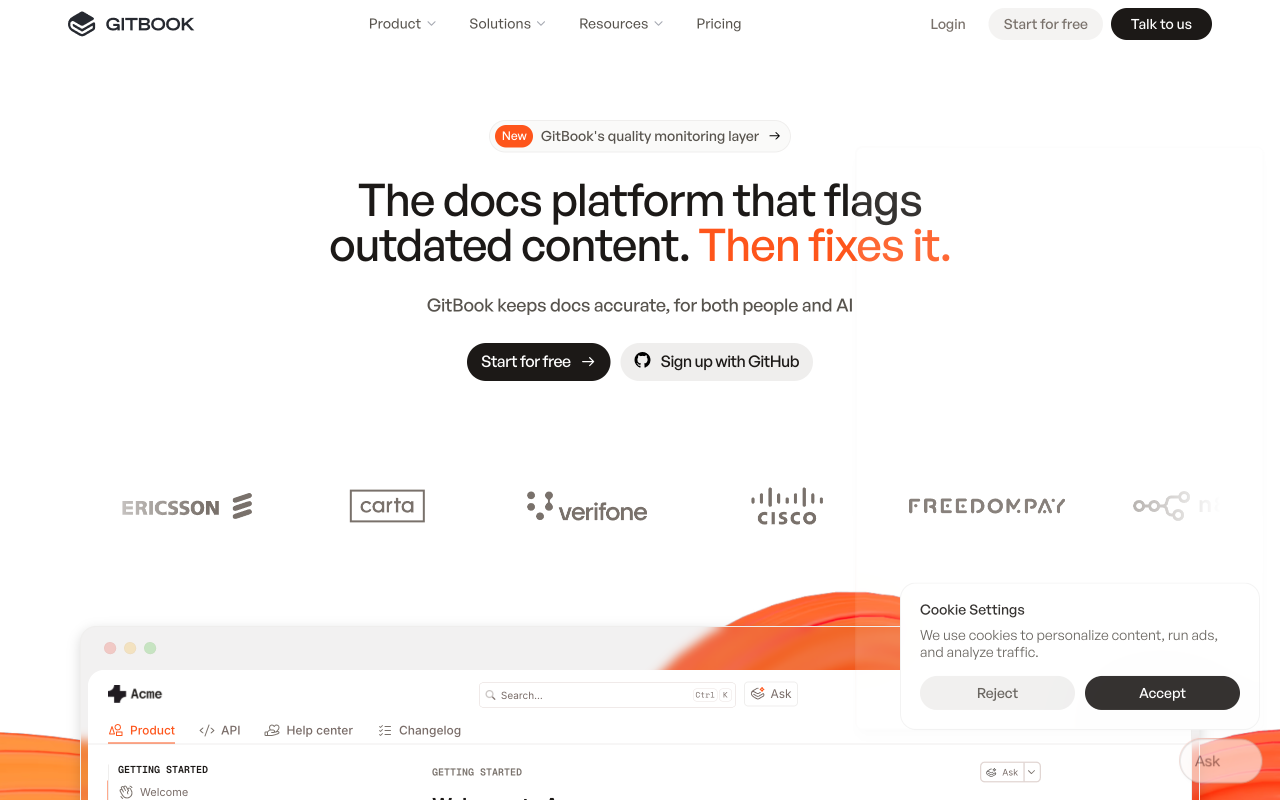 GITBOOK
Product
Solutions
Resources
Pricing
Login
Start for free
Talk to us
New GitBook's quality monitoring layer
The docs platform that flags
outdated content. Then fixes it.
GitBook keeps docs accurate, for both people and AI
Start for free
Sign up with GitHub
ERICSSON
carta
verifone
CISCO
FREEDOMPAY
Cookie Settings
We use cookies to personalize content, run ads,
and analyze traffic.
Reject
Accept
Acme
Search...
Ctrl K
Ask
Product
API
Help center
Changelog
Ask
GETTING STARTED
GETTING STARTED
Ask
Welcome